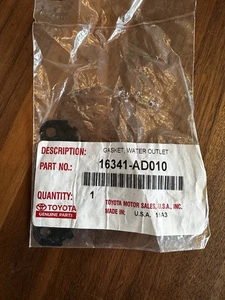 DESCRIPTION: GASKET, WATER OUTLET
PART NO.: 16341-AD010
QUANTITY: 1
TOYOTA
GENUINE PARTS
TOYOTA MOTOR SALES, U.S.A., INC.
MADE IN: U.S.A., 1143